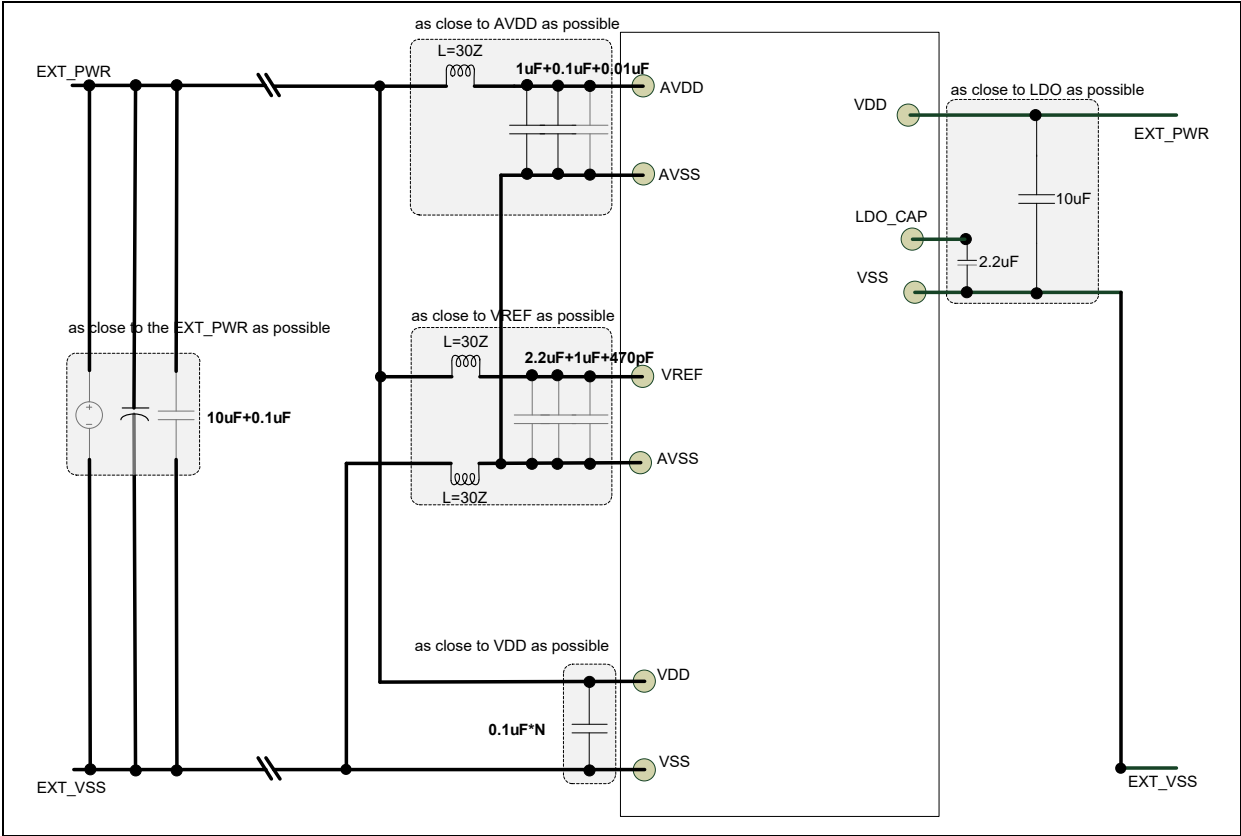 as close to AVDD as possible
L=30Z
EXT_PWR
1uF+0.1uF+0.01uF
AVDD
AVSS
as close to LDO as possible
VDD
EXT_PWR
10uF
LDO_CAP
2.2uF
VSS
as close to VREF as possible
as close to the EXT_PWR as possible
L=30Z
2.2uF+1uF+470pF
VREF
+
-
10uF+0.1uF
AVSS
L=30Z
as close to VDD as possible
VDD
0.1uF*N
VSS
EXT_VSS
EXT_VSS